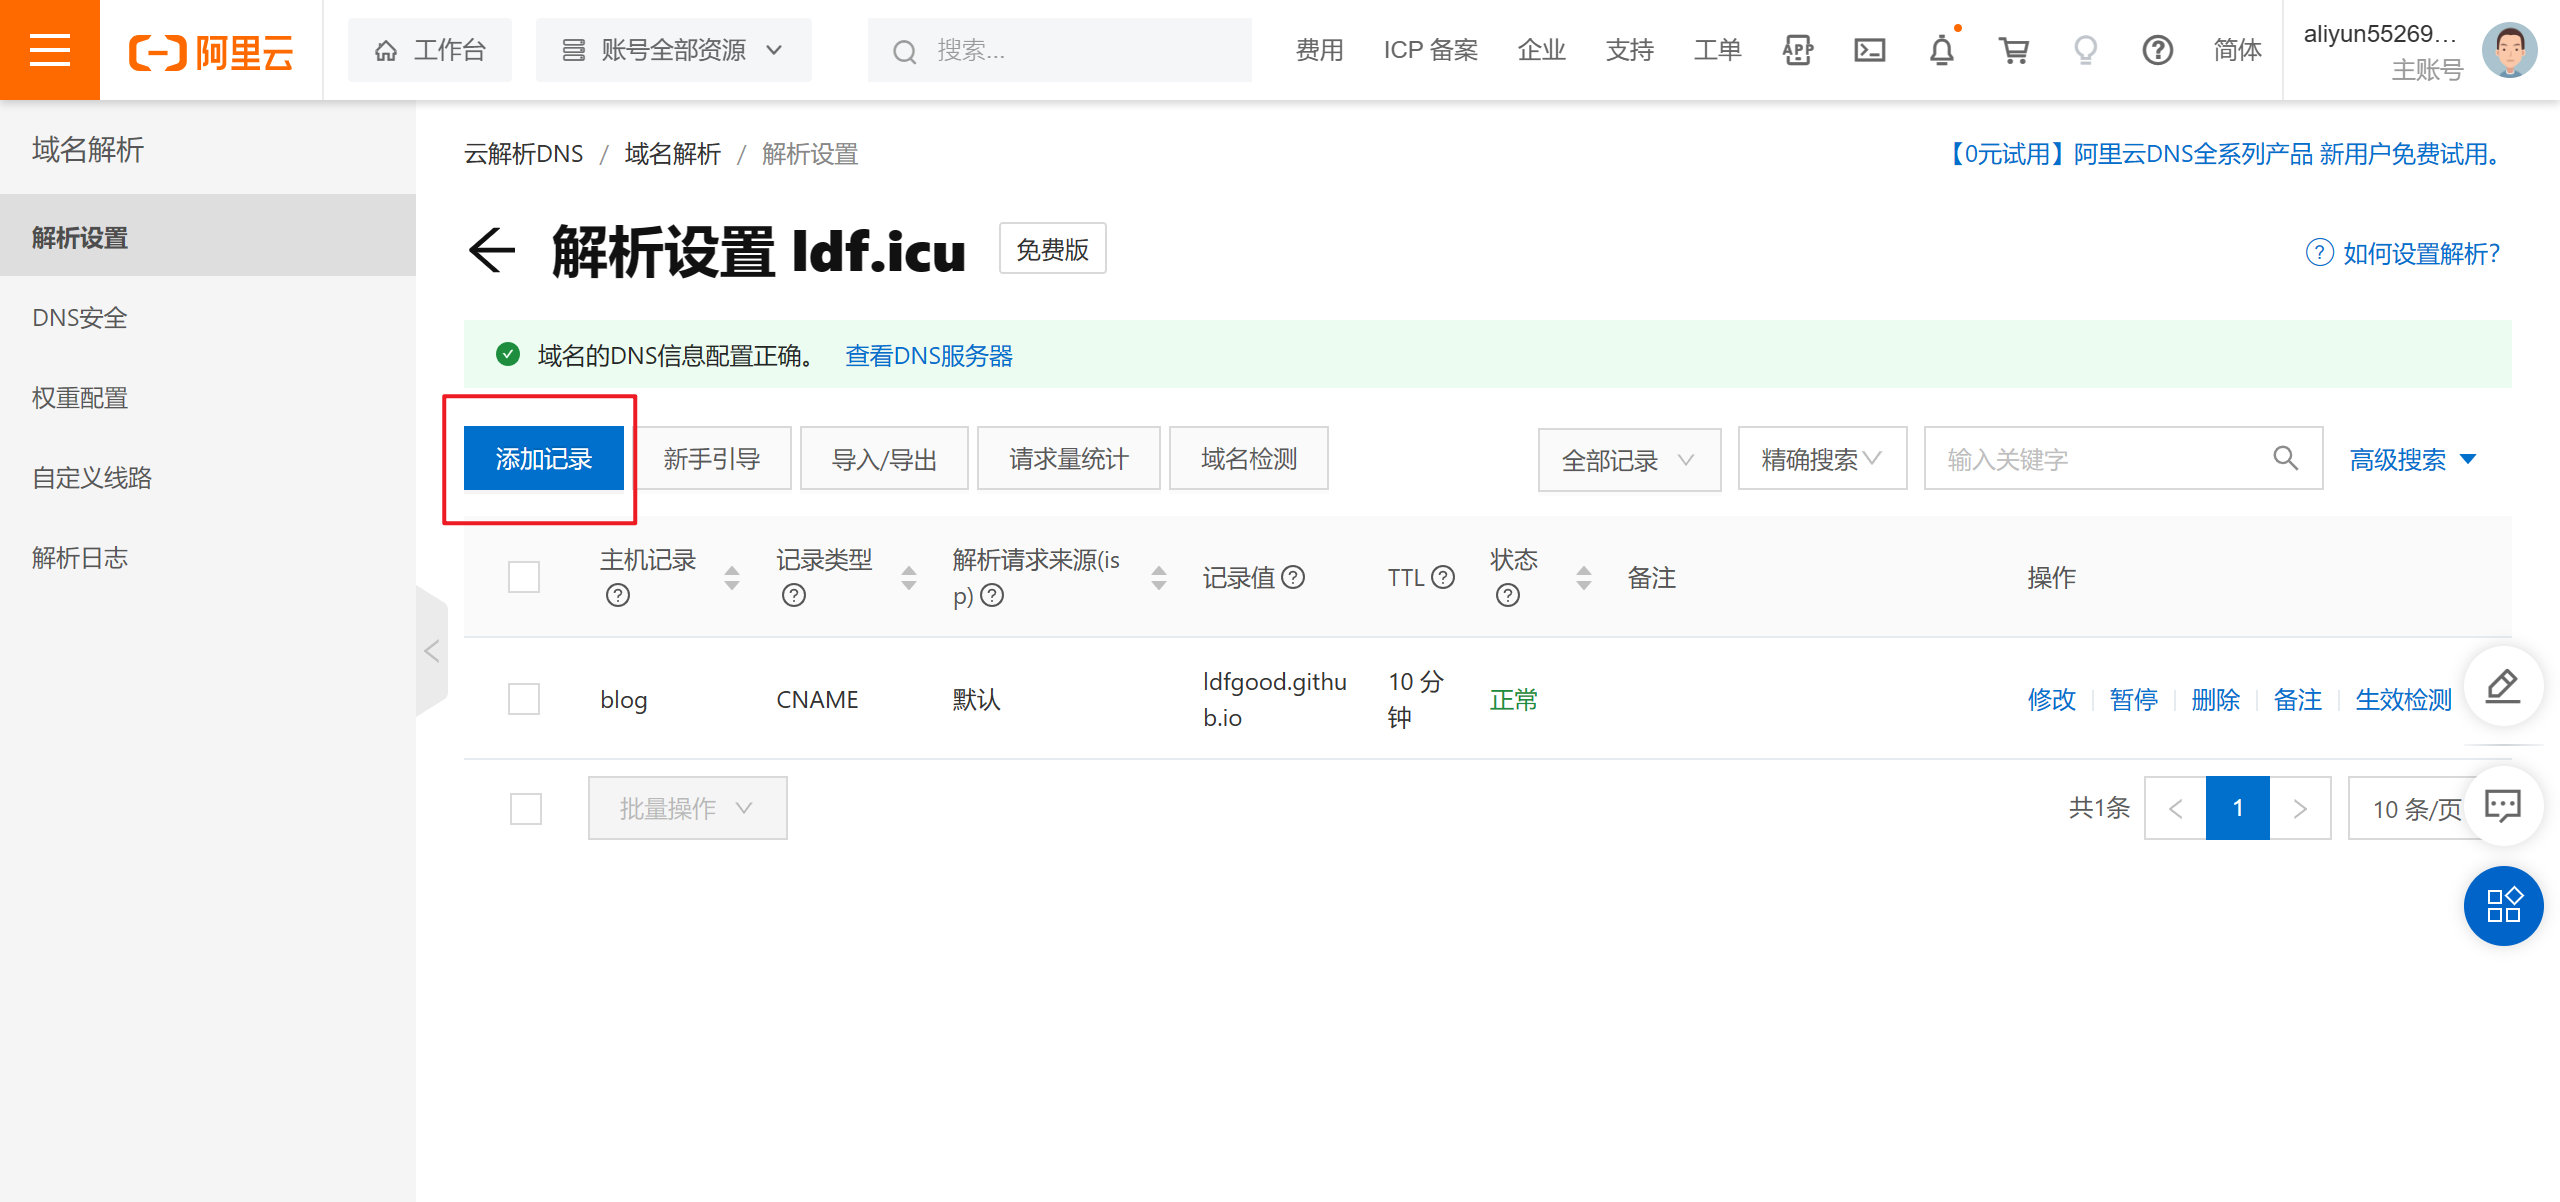 阿里云
工作台
账号全部资源
搜索...
费用
ICP 备案
企业
支持
工单
APP
简体
aliyun55269...
主账号
域名解析
解析设置
DNS安全
权重配置
自定义线路
解析日志
云解析DNS / 域名解析 / 解析设置
【0元试用】阿里云DNS全系列产品 新用户免费试用。
解析设置 ldf.icu
免费版
如何设置解析?
域名的DNS信息配置正确。 查看DNS服务器
添加记录
新手引导
导入/导出
请求量统计
域名检测
全部记录
精确搜索
输入关键字
高级搜索
主机记录
记录类型
解析请求来源(is
p)
记录值
TTL
状态
备注
操作
blog
CNAME
默认
ldfgood.githu
b.io
10 分
钟
正常
修改
暂停
删除
备注
生效检测
批量操作
共1条
1
10 条/页